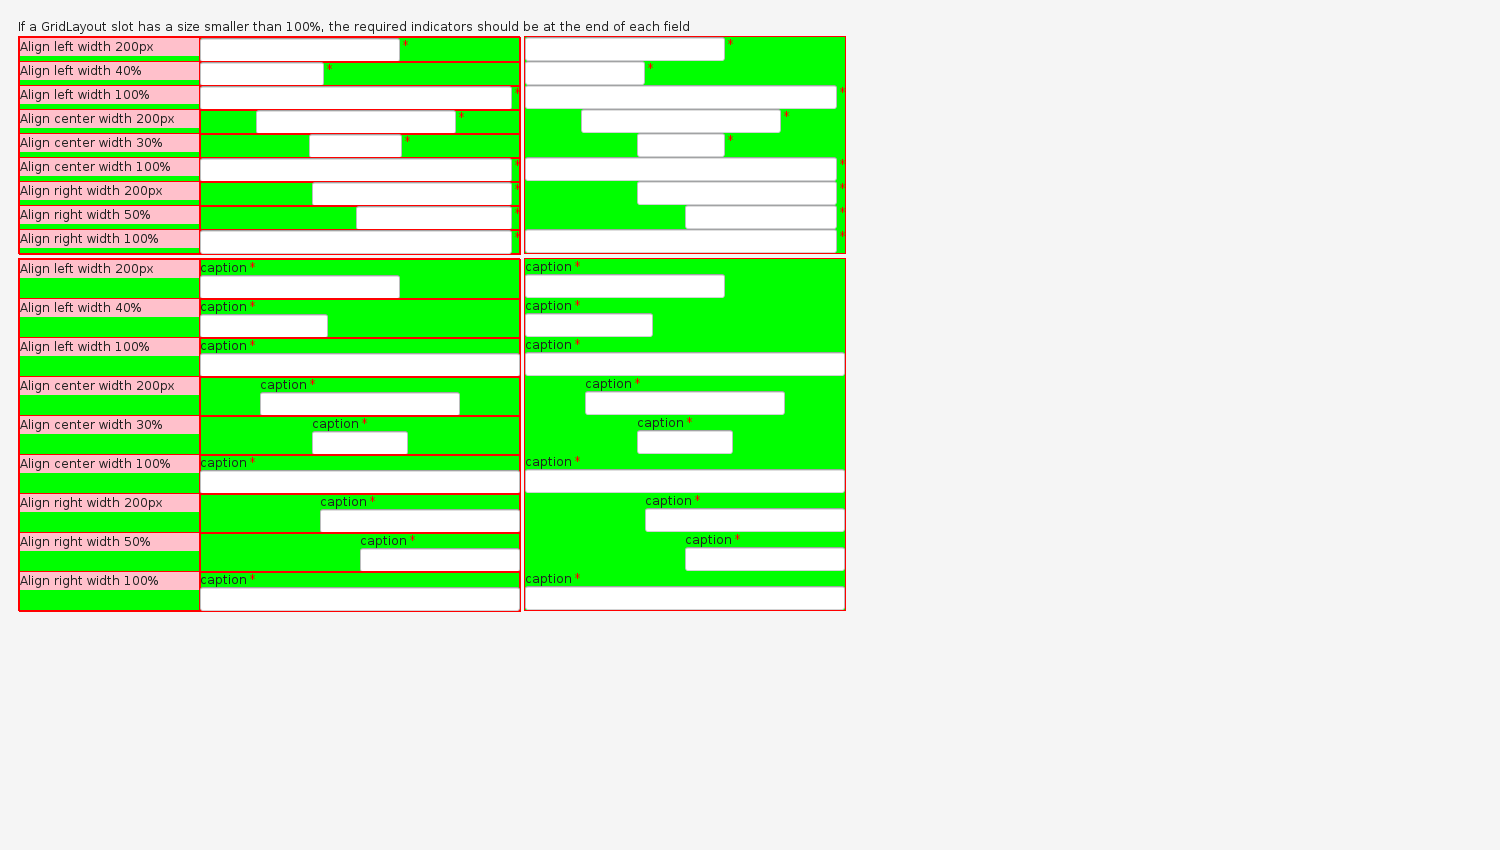 If a GridLayout slot has a size smaller than 100%, the required indicators should be at the end of each field
Align left width 200px * *
Align left width 40% * *
Align left width 100% * *
Align center width 200px * *
Align center width 30% * *
Align center width 100% * *
Align right width 200px * *
Align right width 50% * *
Align right width 100% * *
Align left width 200px caption * caption *
Align left width 40% caption * caption *
Align left width 100% caption * caption *
Align center width 200px caption * caption *
Align center width 30% caption * caption *
Align center width 100% caption * caption *
Align right width 200px caption * caption *
Align right width 50% caption * caption *
Align right width 100% caption * caption *